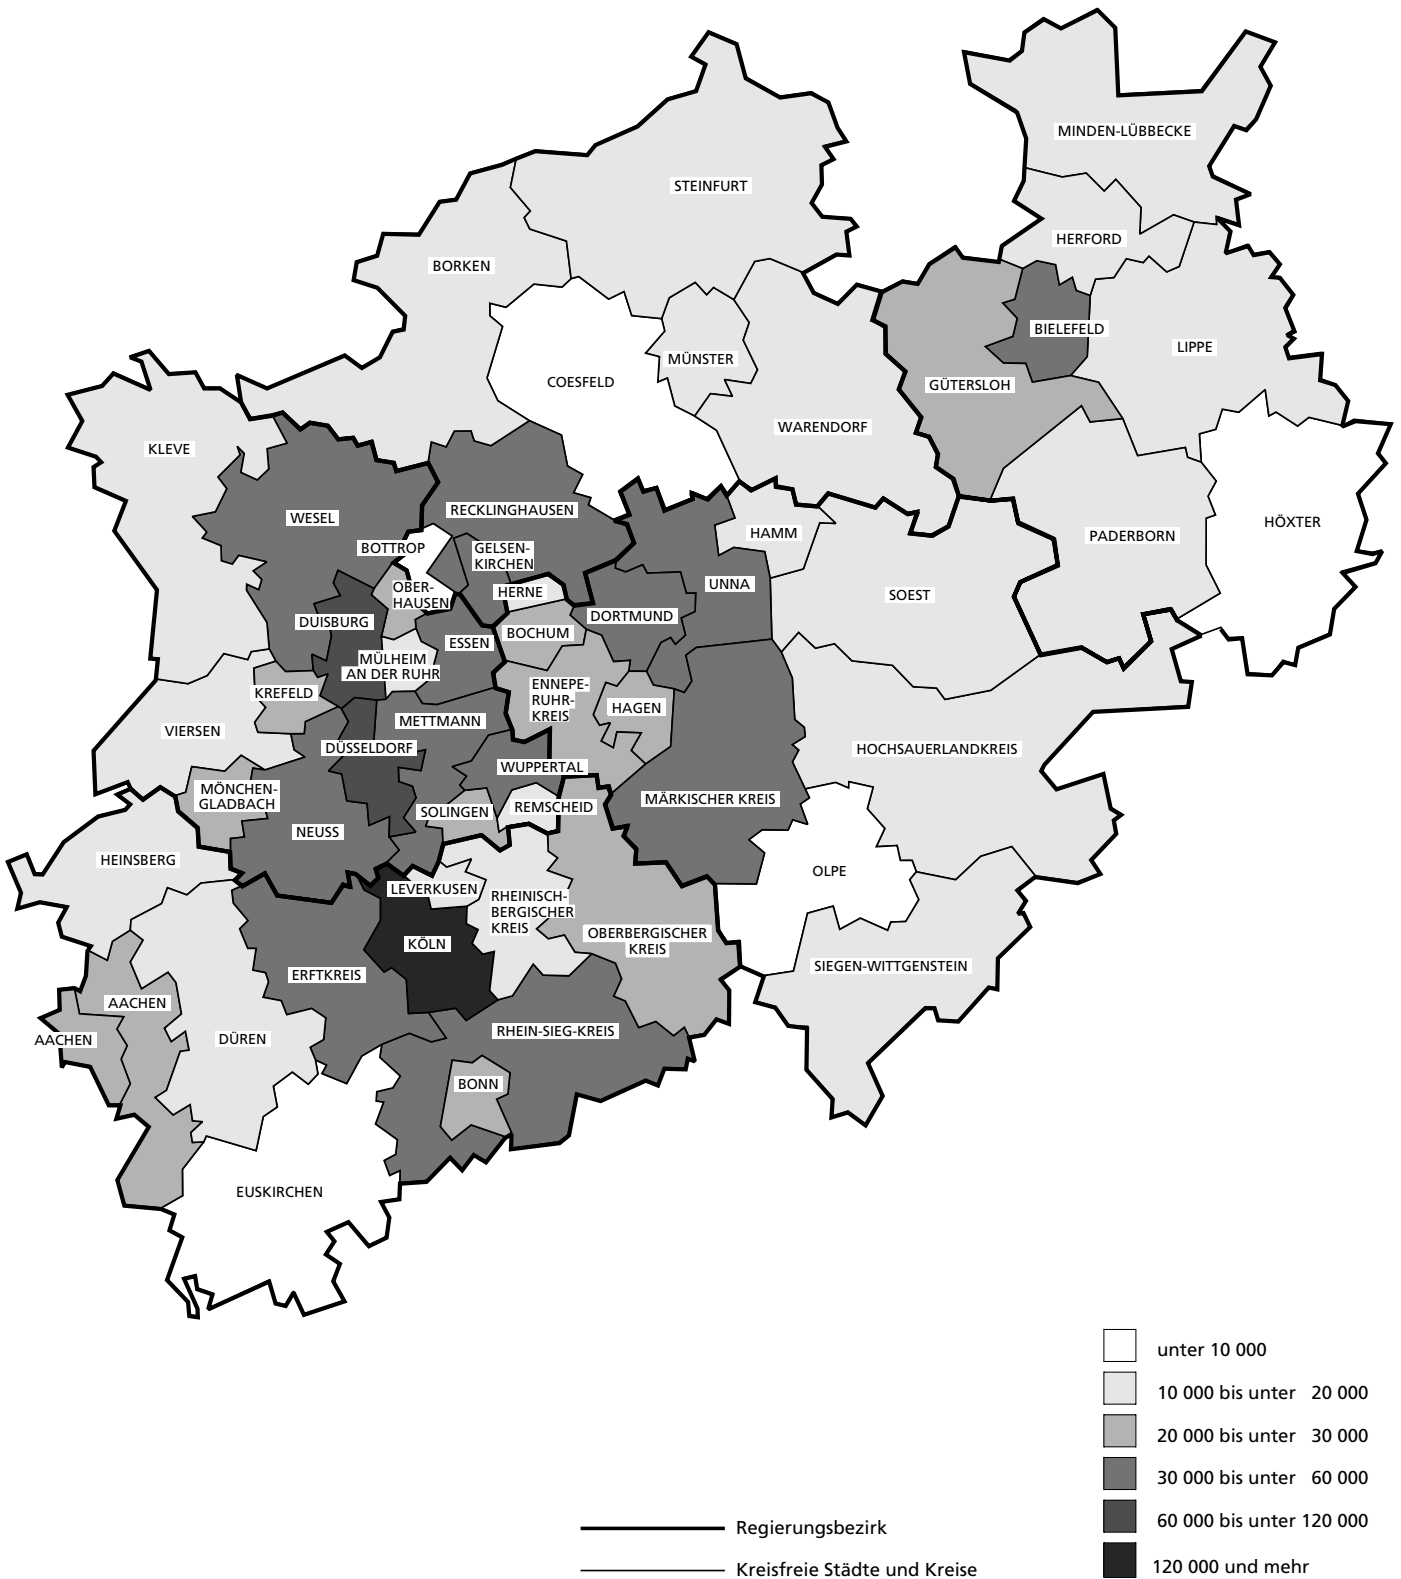 MINDEN-LÜBBECKE
STEINFURT
HERFORD
BORKEN
BIELEFELD
LIPPE
MÜNSTER
COESFELD
GÜTERSLOH
WARENDORF
KLEVE
RECKLINGHAUSEN
WESEL
HÖXTER
HAMM
PADERBORN
BOTTROP
GELSEN-
KIRCHEN
UNNA
OBER-
HAUSEN
HERNE
SOEST
DORTMUND
DUISBURG
BOCHUM
ESSEN
MÜLHEIM
AN DER RUHR
KREFELD
ENNEPE-
RUHR-
KREIS
HAGEN
METTMANN
VIERSEN
DÜSSELDORF
HOCHSAUERLANDKREIS
WUPPERTAL
MÖNCHEN-
GLADBACH
MÄRKISCHER KREIS
REMSCHEID
SOLINGEN
NEUSS
HEINSBERG
OLPE
LEVERKUSEN
RHEINISCH-
BERGISCHER
KREIS
OBERBERGISCHER
KREIS
KÖLN
SIEGEN-WITTGENSTEIN
ERFTKREIS
AACHEN
RHEIN-SIEG-KREIS
AACHEN
DÜREN
BONN
EUSKIRCHEN
unter 10 000
10 000 bis unter 20 000
20 000 bis unter 30 000
30 000 bis unter 60 000
60 000 bis unter 120 000
120 000 und mehr
Regierungsbezirk
Kreisfreie Städte und Kreise